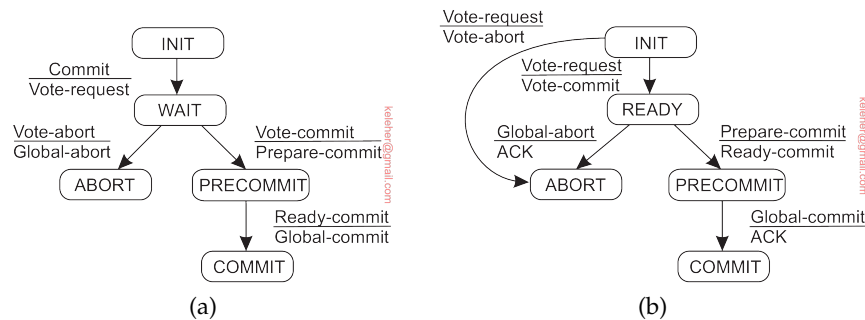 INIT
Commit
Vote-request
WAIT
Vote-abort
Global-abort
Vote-commit
Prepare-commit
ABORT
PRECOMMIT
Ready-commit
Global-commit
COMMIT
keleher@gmail.com
(a)
Vote-request
Vote-abort
INIT
Vote-request
Vote-commit
READY
Global-abort
ACK
Prepare-commit
Ready-commit
ABORT
PRECOMMIT
Global-commit
ACK
COMMIT
keleher@gmail.com
(b)